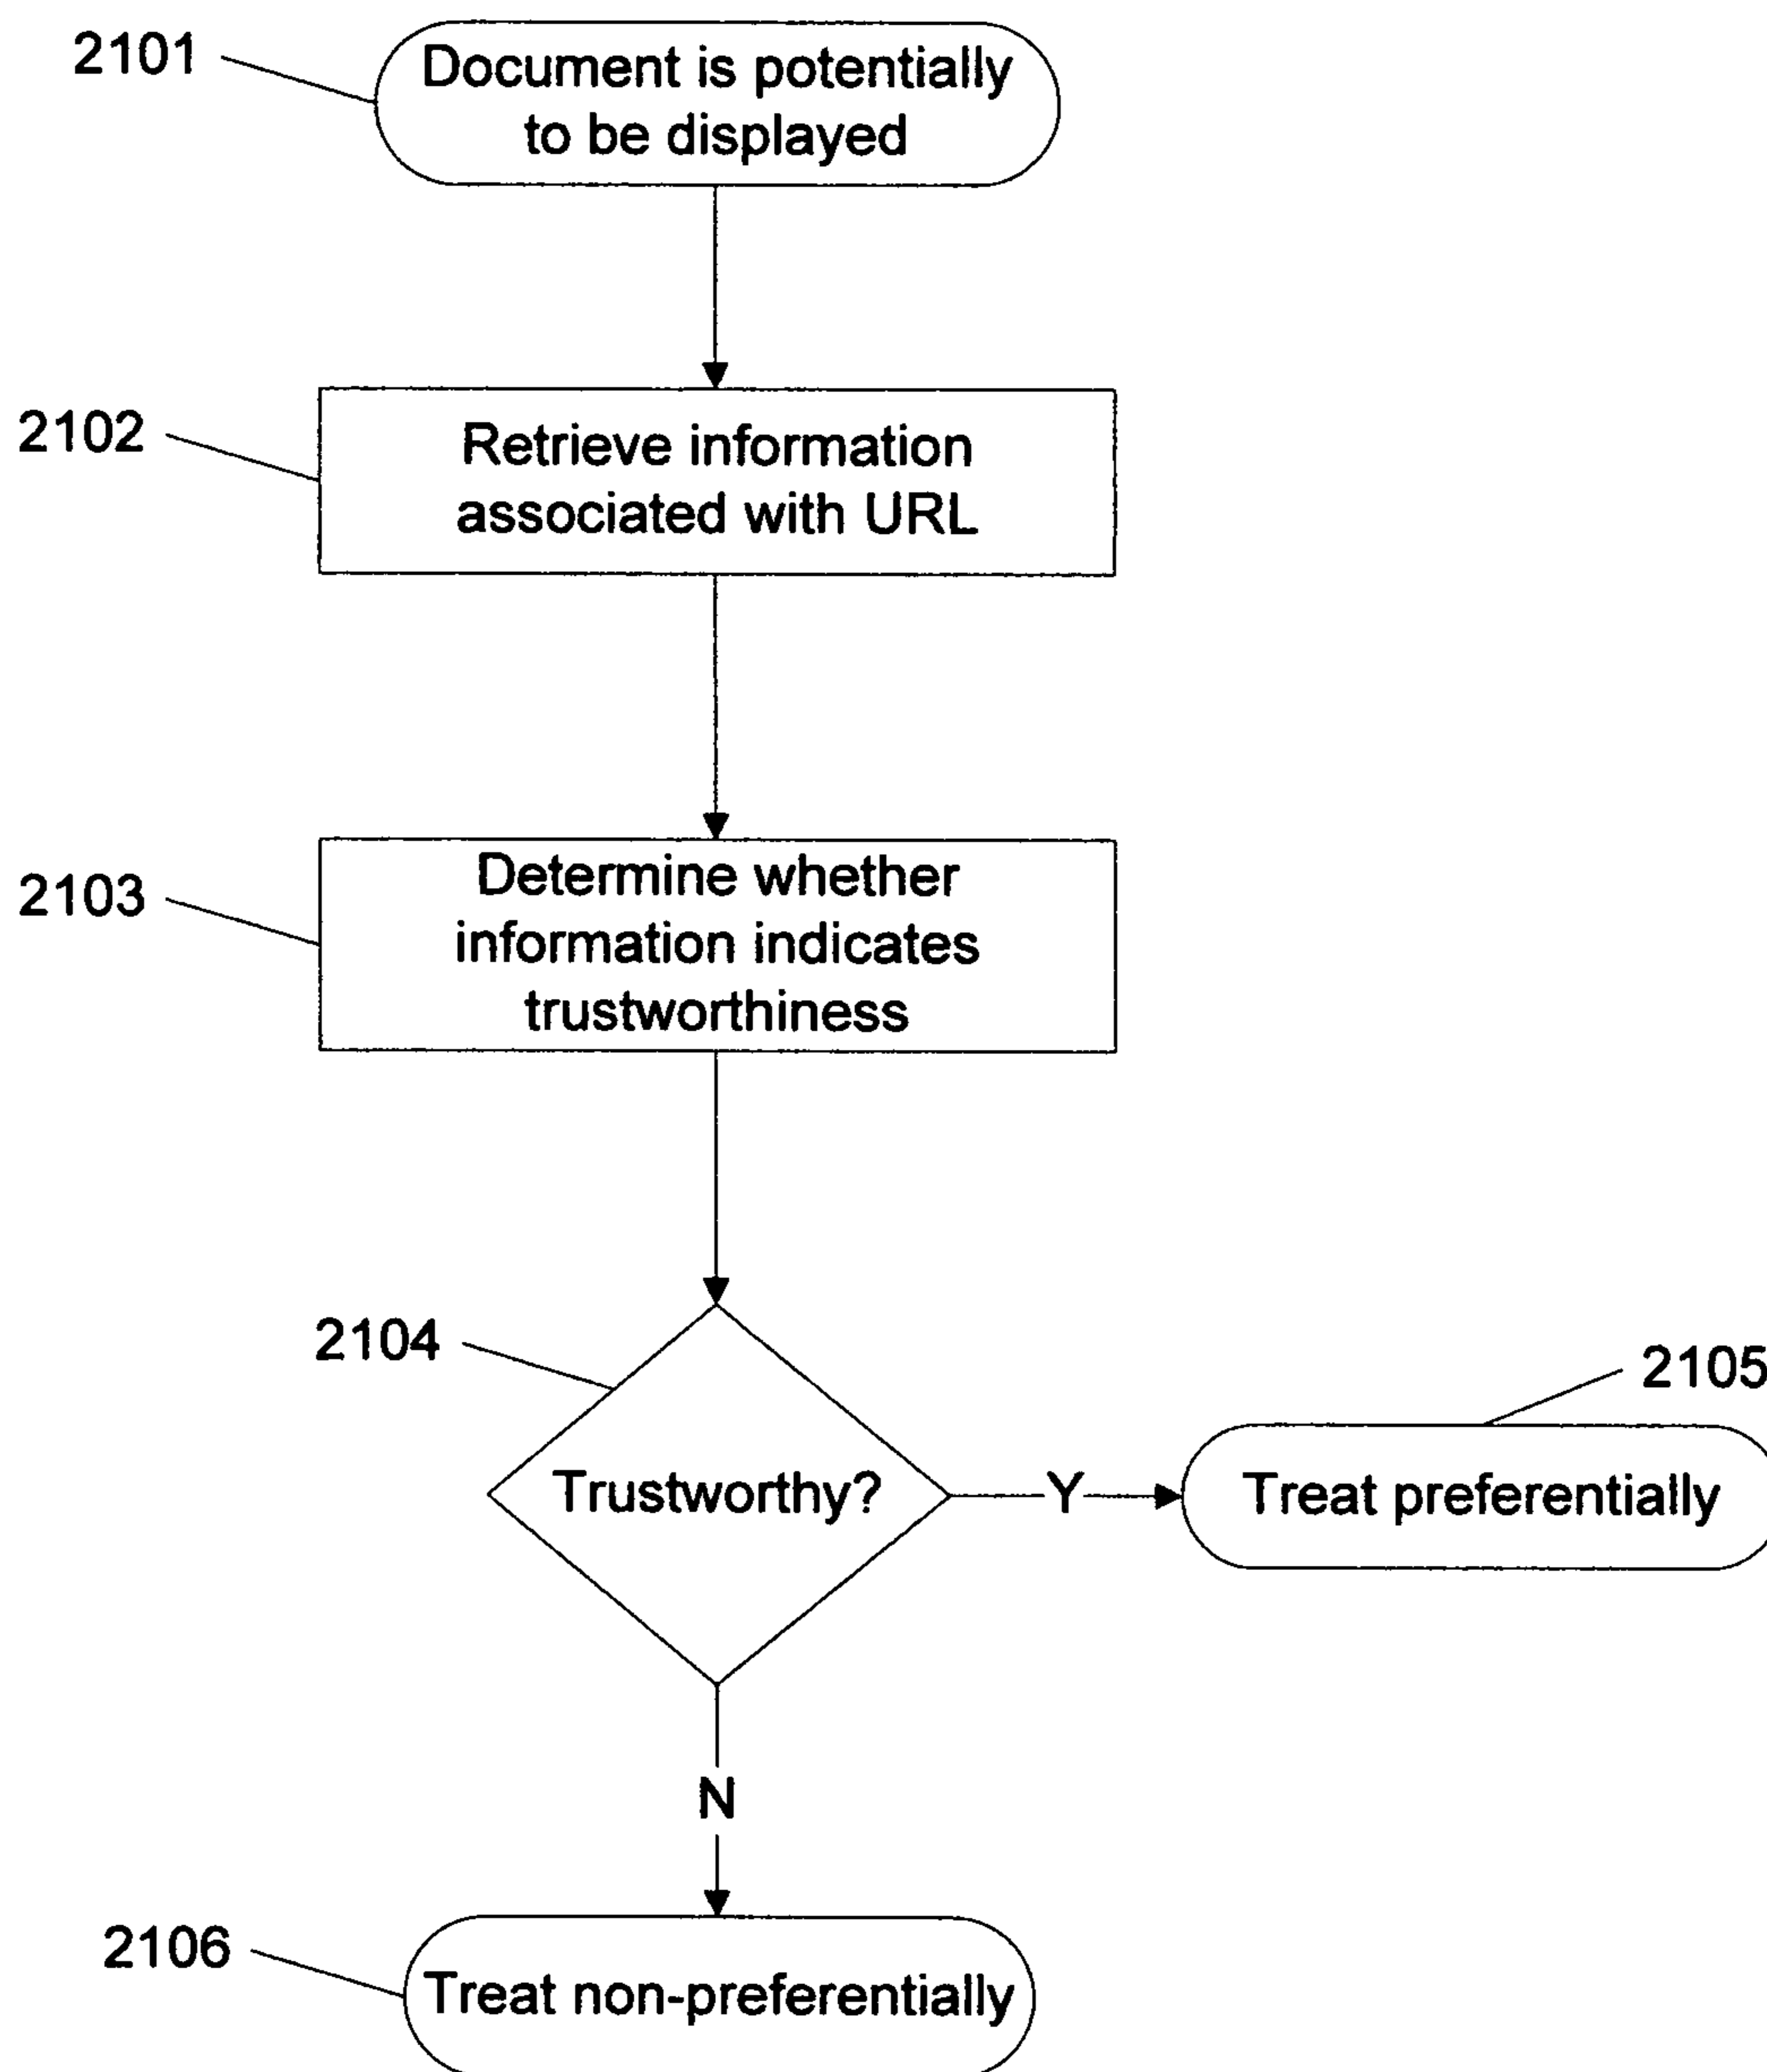 2101
Document is potentially
to be displayed
2102
Retrieve information
associated with URL
2103
Determine whether
information indicates
trustworthiness
2104
Trustworthy?
Y
2105
Treat preferentially
N
2106
Treat non-preferentially